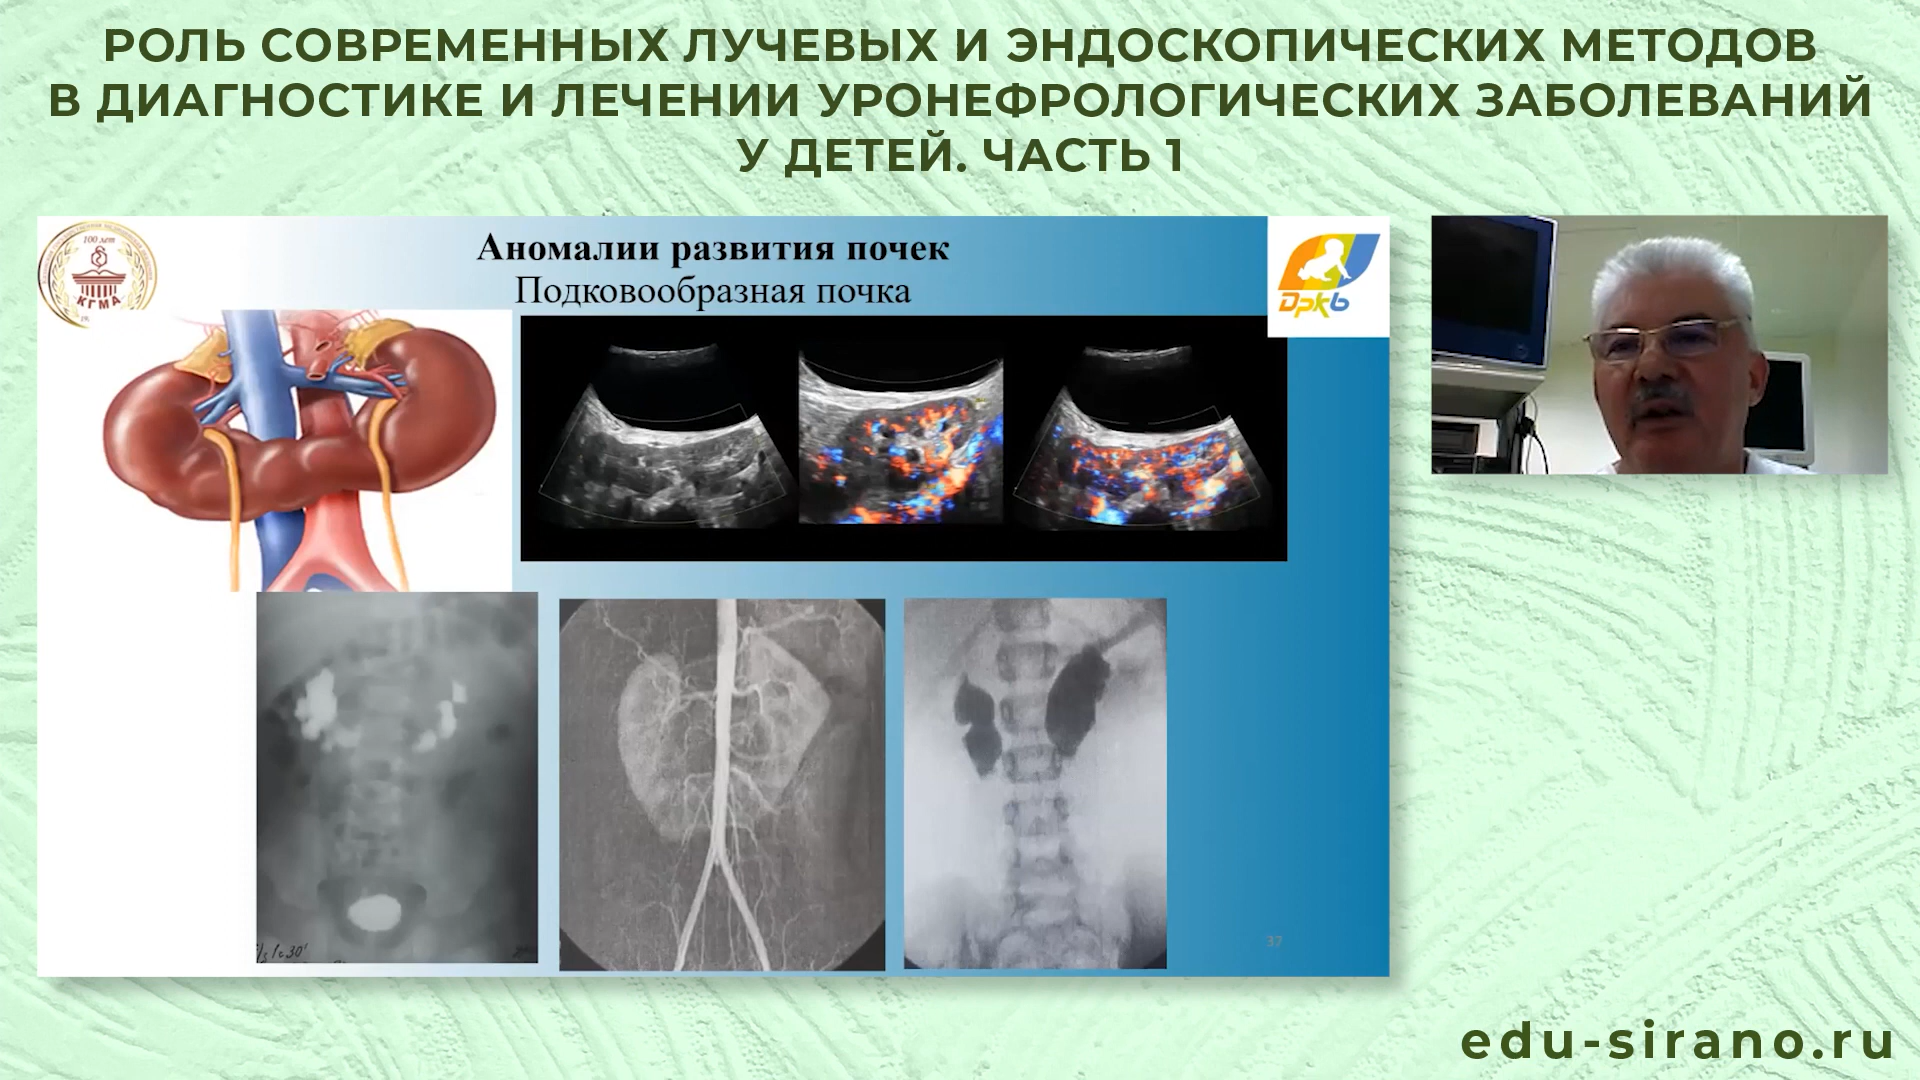 РОЛЬ СОВРЕМЕННЫХ ЛУЧЕВЫХ И ЭНДОСКОПИЧЕСКИХ МЕТОДОВ
В ДИАГНОСТИКЕ И ЛЕЧЕНИИ УРОНЕФРОЛОГИЧЕСКИХ ЗАБОЛЕВАНИЙ
У ДЕТЕЙ. ЧАСТЬ 1
100 лет
КГМА
Аномалии развития почек
Подковообразная почка
Дркб
37
edu-sirano.ru